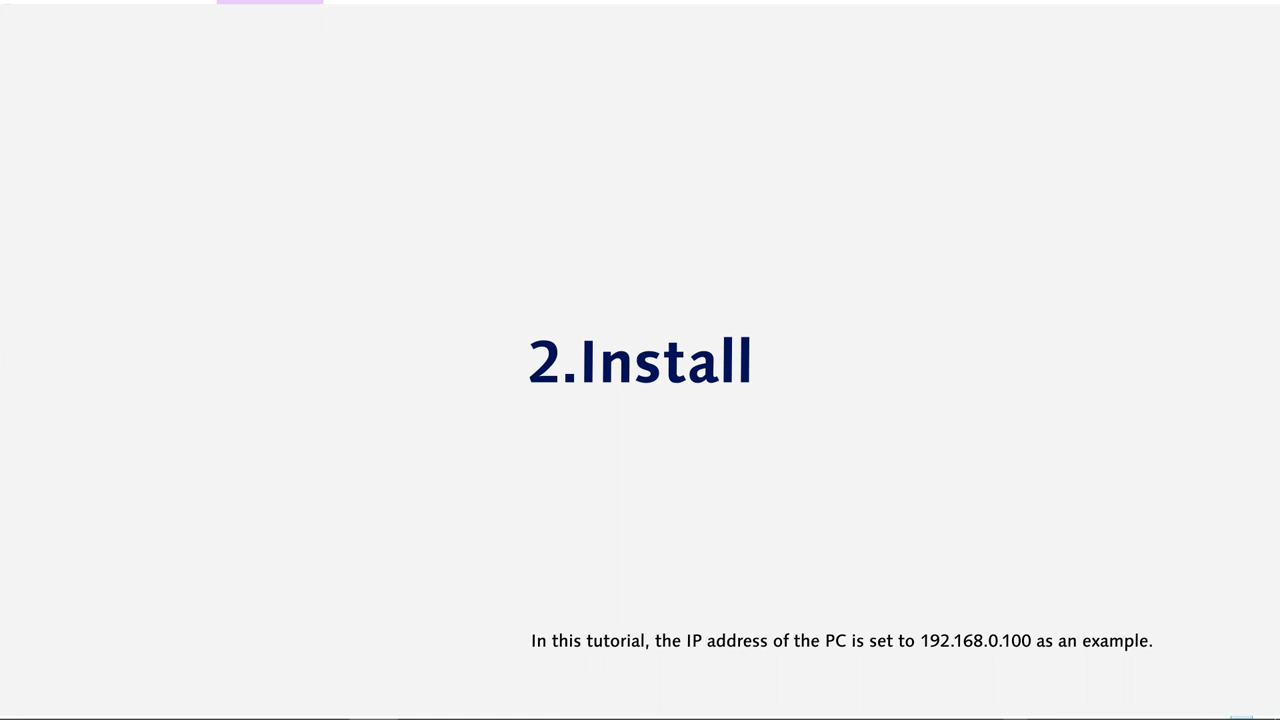 2.Install
In this tutorial, the IP address of the PC is set to 192.168.0.100 as an example.